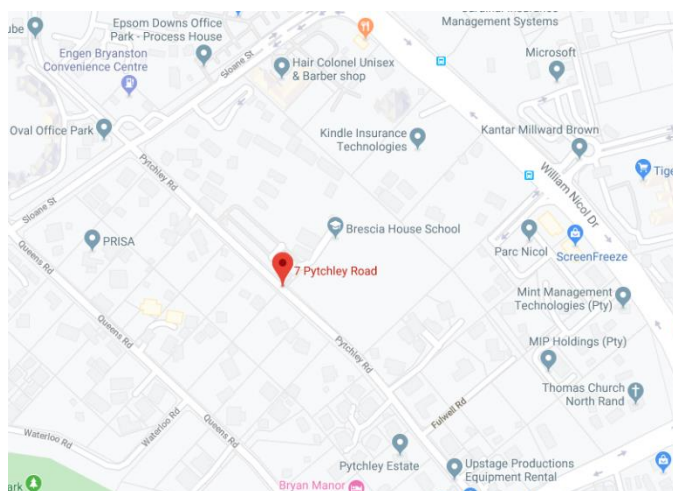 Cardinal Insurance
Management Systems
ube
Epsom Downs Office
Park - Process House
Engen Bryanston
Convenience Centre
Sloane St
Hair Colonel Unisex
& Barber shop
Microsoft
Oval Office Park
Kindle Insurance
Technologies
Kantar Millward Brown
Pytchley Rd
William Nicol Dr
Tige
Sloane St
Brescia House School
PRISA
Queens Rd
Parc Nicol
ScreenFreeze
7 Pytchley Road
Mint Management
Technologies (Pty)
Queens Rd
Pytchley Rd
MIP Holdings (Pty)
Thomas Church
North Rand
Fulwell Rd
Waterloo Rd
Waterloo Rd
Queens Rd
Pytchley Estate
Upstage Productions
Equipment Rental
ark
Bryan Manor